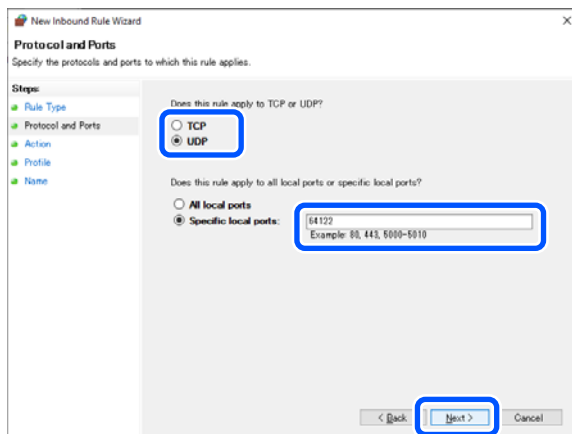 New Inbound Rule Wizard
Protocol and Ports
Specify the protocols and ports to which this rule applies.
Steps:
Rule Type
Protocol and Ports
Action
Profile
Name
Does this rule apply to TCP or UDP?
TCP
UDP
Does this rule apply to all local ports or specific local ports?
All local ports
Specific local ports:
64122
Example: 80, 443, 5000-5010
< Back
Next >
Cancel